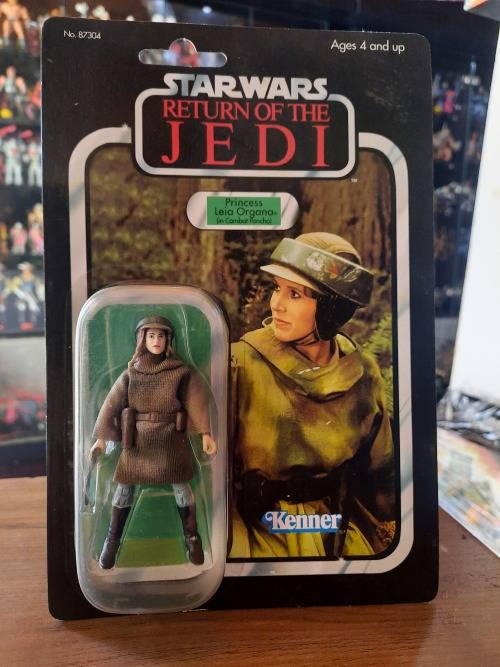 No. 87304
Ages 4 and up
STAR WARS
RETURN OF THE
JEDI
™
Princess
Leia Organa®
(in Combat Poncho)
Kenner